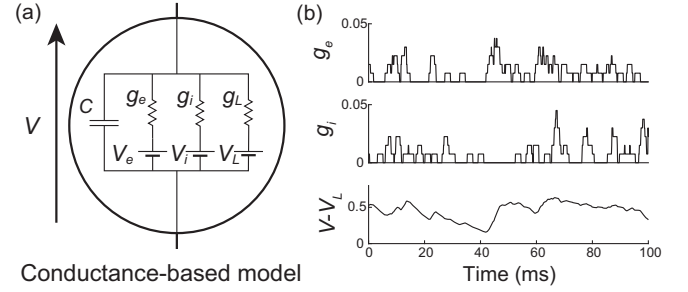 (a)
V
C
g_e
g_i
g_L
V_e
V_i
V_L
Conductance-based model
(b)
0.05
g_e
0
0.05
g_i
0
0.5
V-V_L
0
0 20 40 60 80 100
Time (ms)